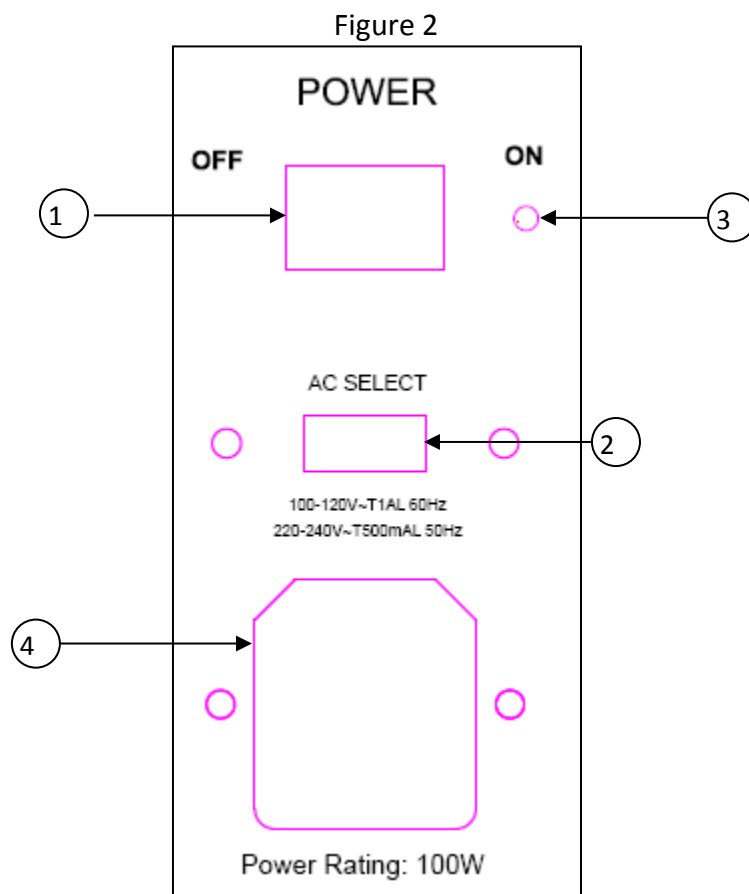 Figure 2
POWER
OFF
ON
1
3
AC SELECT
2
100-120V~T1AL 60Hz
220-240V~T500mAL 50Hz
4
Power Rating: 100W